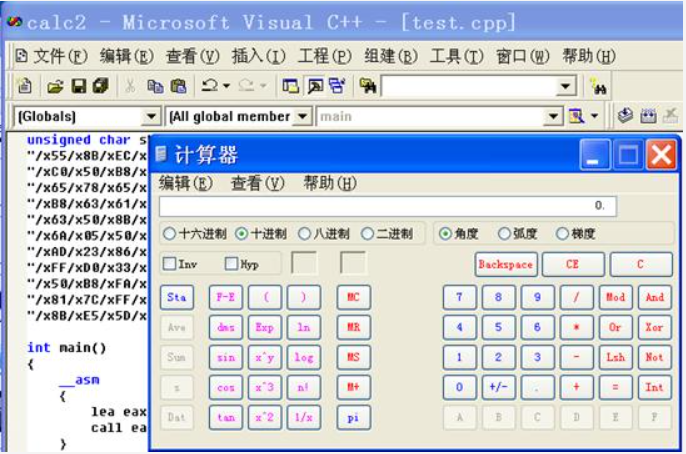 calc2 - Microsoft Visual C++ - [test.cpp]
文件(F) 编辑(E) 查看(V) 插入(I) 工程(P) 组建(B) 工具(T) 窗口(W) 帮助(H)
(Globals) (All global member main
unsigned char s
"/x55/x8B/xEC/x
"/xC0/x50/xB8/x
"/x65/x78/x65/x
"/xB8/x63/x61/x
"/x63/x50/x8B/x
"/x6A/x05/x50/x
"/xAD/x23/x86/x
"/xFF/xD0/x33/x
"/x50/xB8/xFA/x
"/x81/x7C/xFF/x
"/x8B/xE5/x5D/x
int main()
{
__asm
{
lea eax
call ea
}
计算器
编辑(E) 查看(V) 帮助(H)
0.
十六进制 十进制 八进制 二进制 角度 弧度 梯度
Inv Hyp Backspace CE C
Sta F-E ( ) MC 7 8 9 / Mod And
Ave dms Exp ln MR 4 5 6 * Or Xor
Sum sin x^y log MS 1 2 3 - Lsh Not
s cos x^3 n! M+ 0 +/- . + = Int
Dat tan x^2 1/x pi A B C D E F